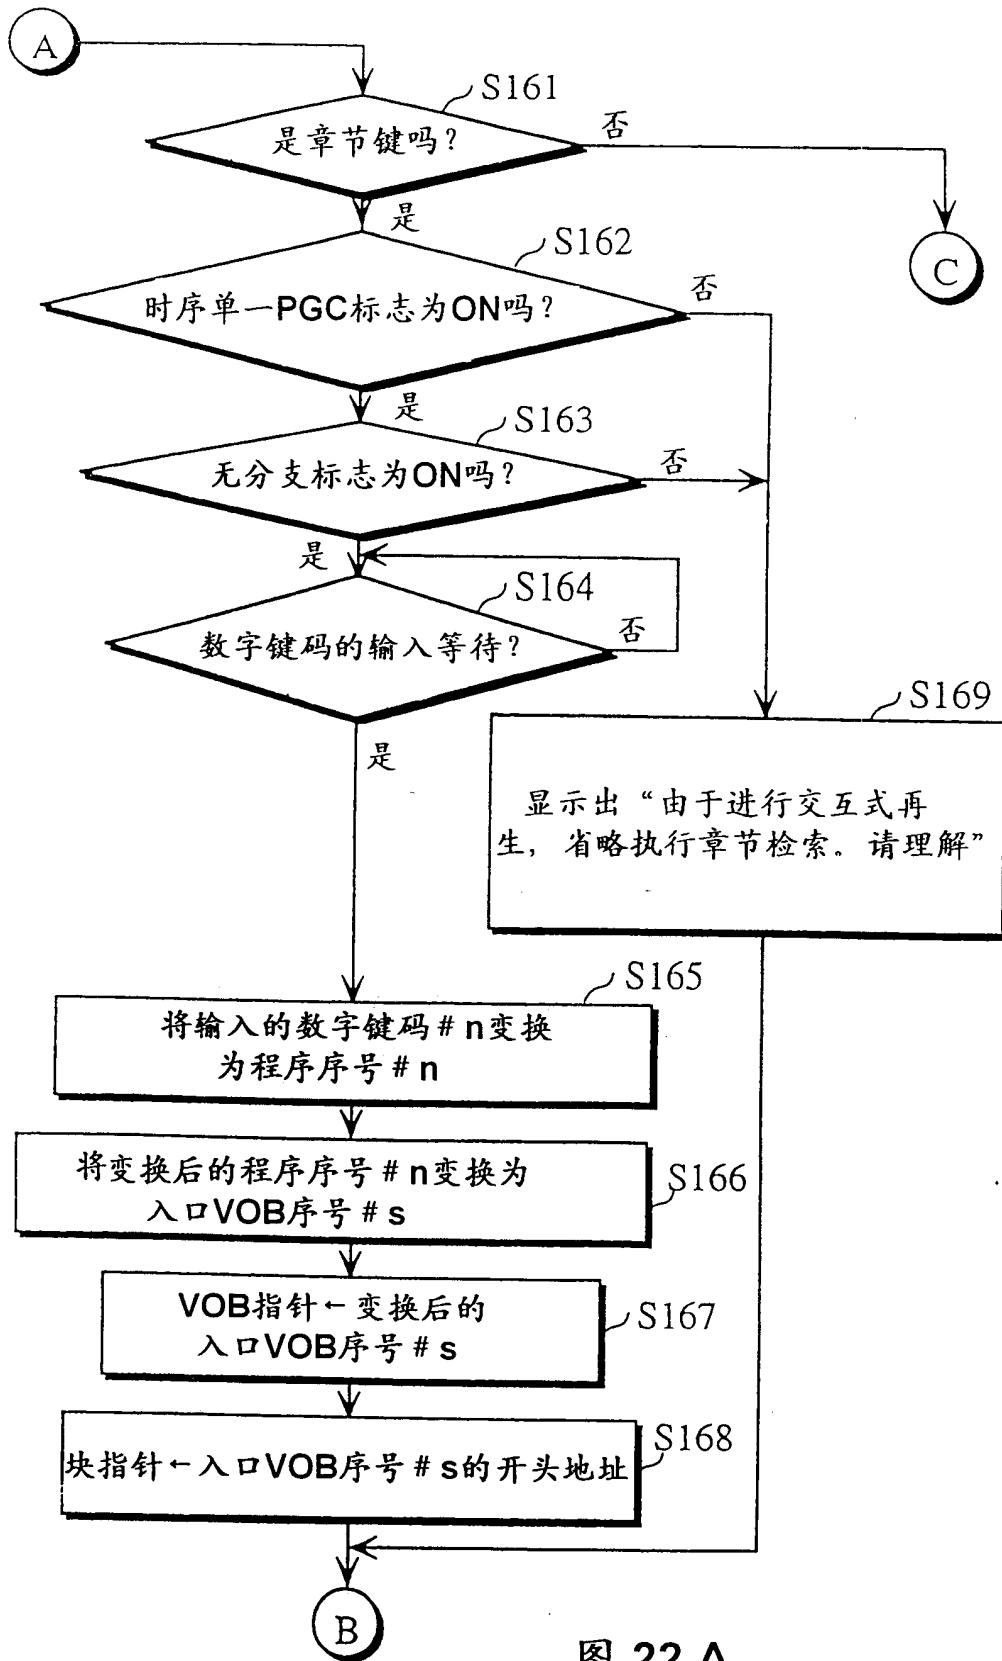 A
S161
是章节键吗？
否
是
C
S162
时序单一PGC标志为ON吗？
否
是
S163
无分支标志为ON吗？
否
是
S164
数字键码的输入等待？
否
是
S169
显示出“由于进行交互式再
生，省略执行章节检索。请理解”
S165
将输入的数字键码＃n变换
为程序序号＃n
将变换后的程序序号＃n变换为
入口VOB序号＃s
S166
VOB指针←变换后的
入口VOB序号＃s
S167
S168
块指针←入口VOB序号＃s的开头地址
B
图 22 A